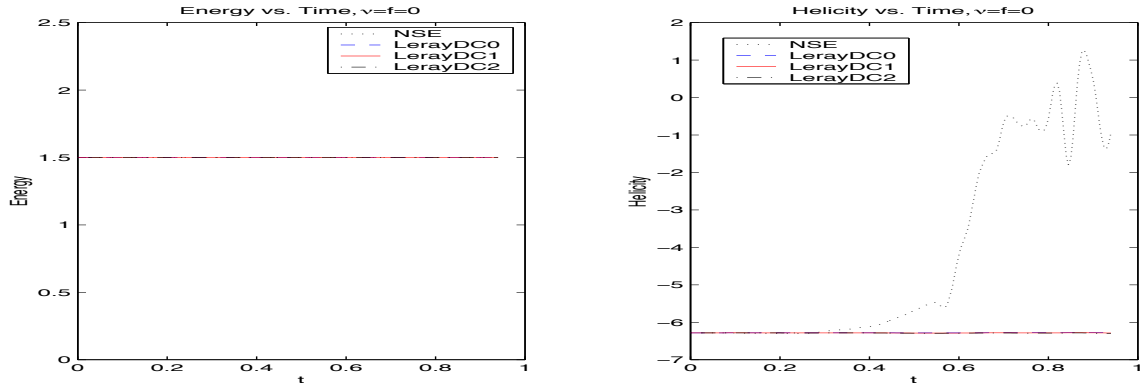 Energy vs. Time, ν=f=0
2.5
2
1.5
1
0.5
0
0
0.2
0.4
0.6
0.8
1
t
Energy
NSE
LerayDC0
LerayDC1
LerayDC2
Helicity vs. Time, ν=f=0
2
1
0
−1
−2
−3
−4
−5
−6
−7
0
0.2
0.4
0.6
0.8
1
t
Helicity
NSE
LerayDC0
LerayDC1
LerayDC2